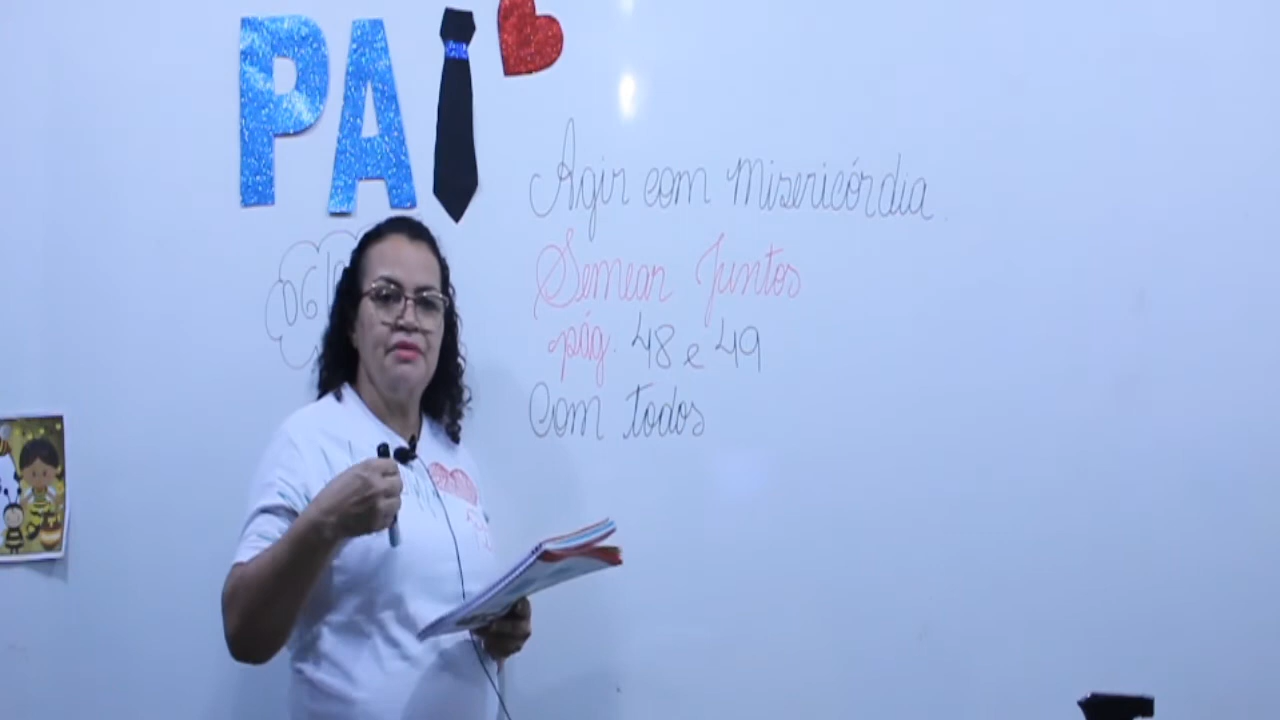 PAI
Agir com Misericórdia.
Semear Juntos
pág. 48 e 49
Com todos